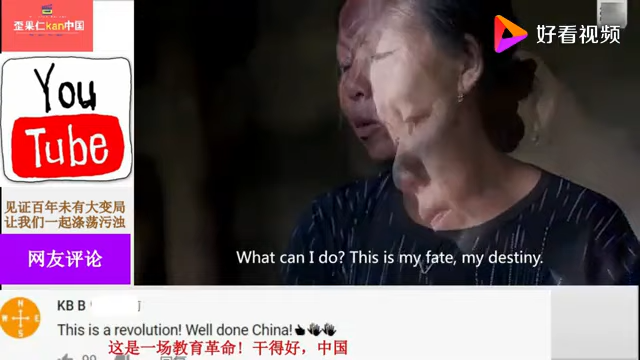 歪果仁kan中国
好看视频
You
Tube
见证百年未有大变局
让我们一起涤荡污浊
What can I do? This is my fate, my destiny.
网友评论
N
W E
S
KB B
This is a revolution! Well done China!👍👋👋
这是一场教育革命！干得好，中国